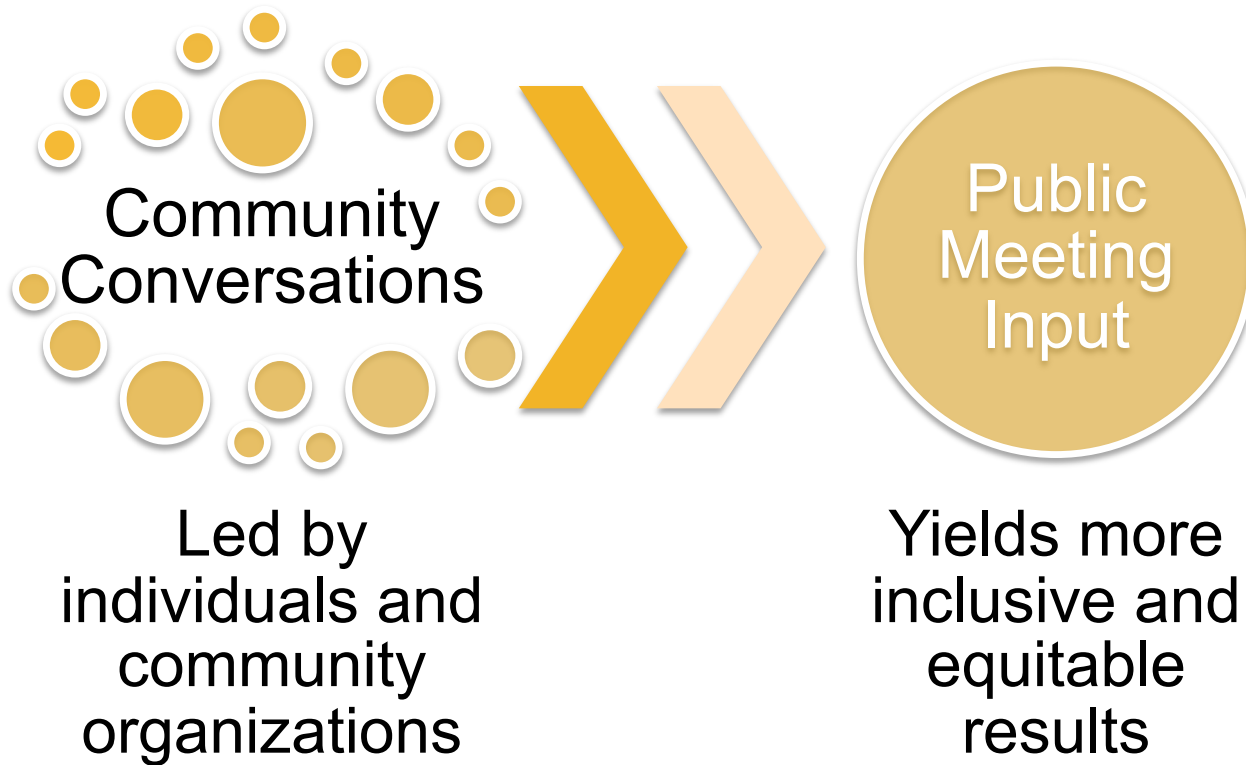 Community
Conversations
Public
Meeting
Input
Led by
individuals and
community
organizations
Yields more
inclusive and
equitable
results